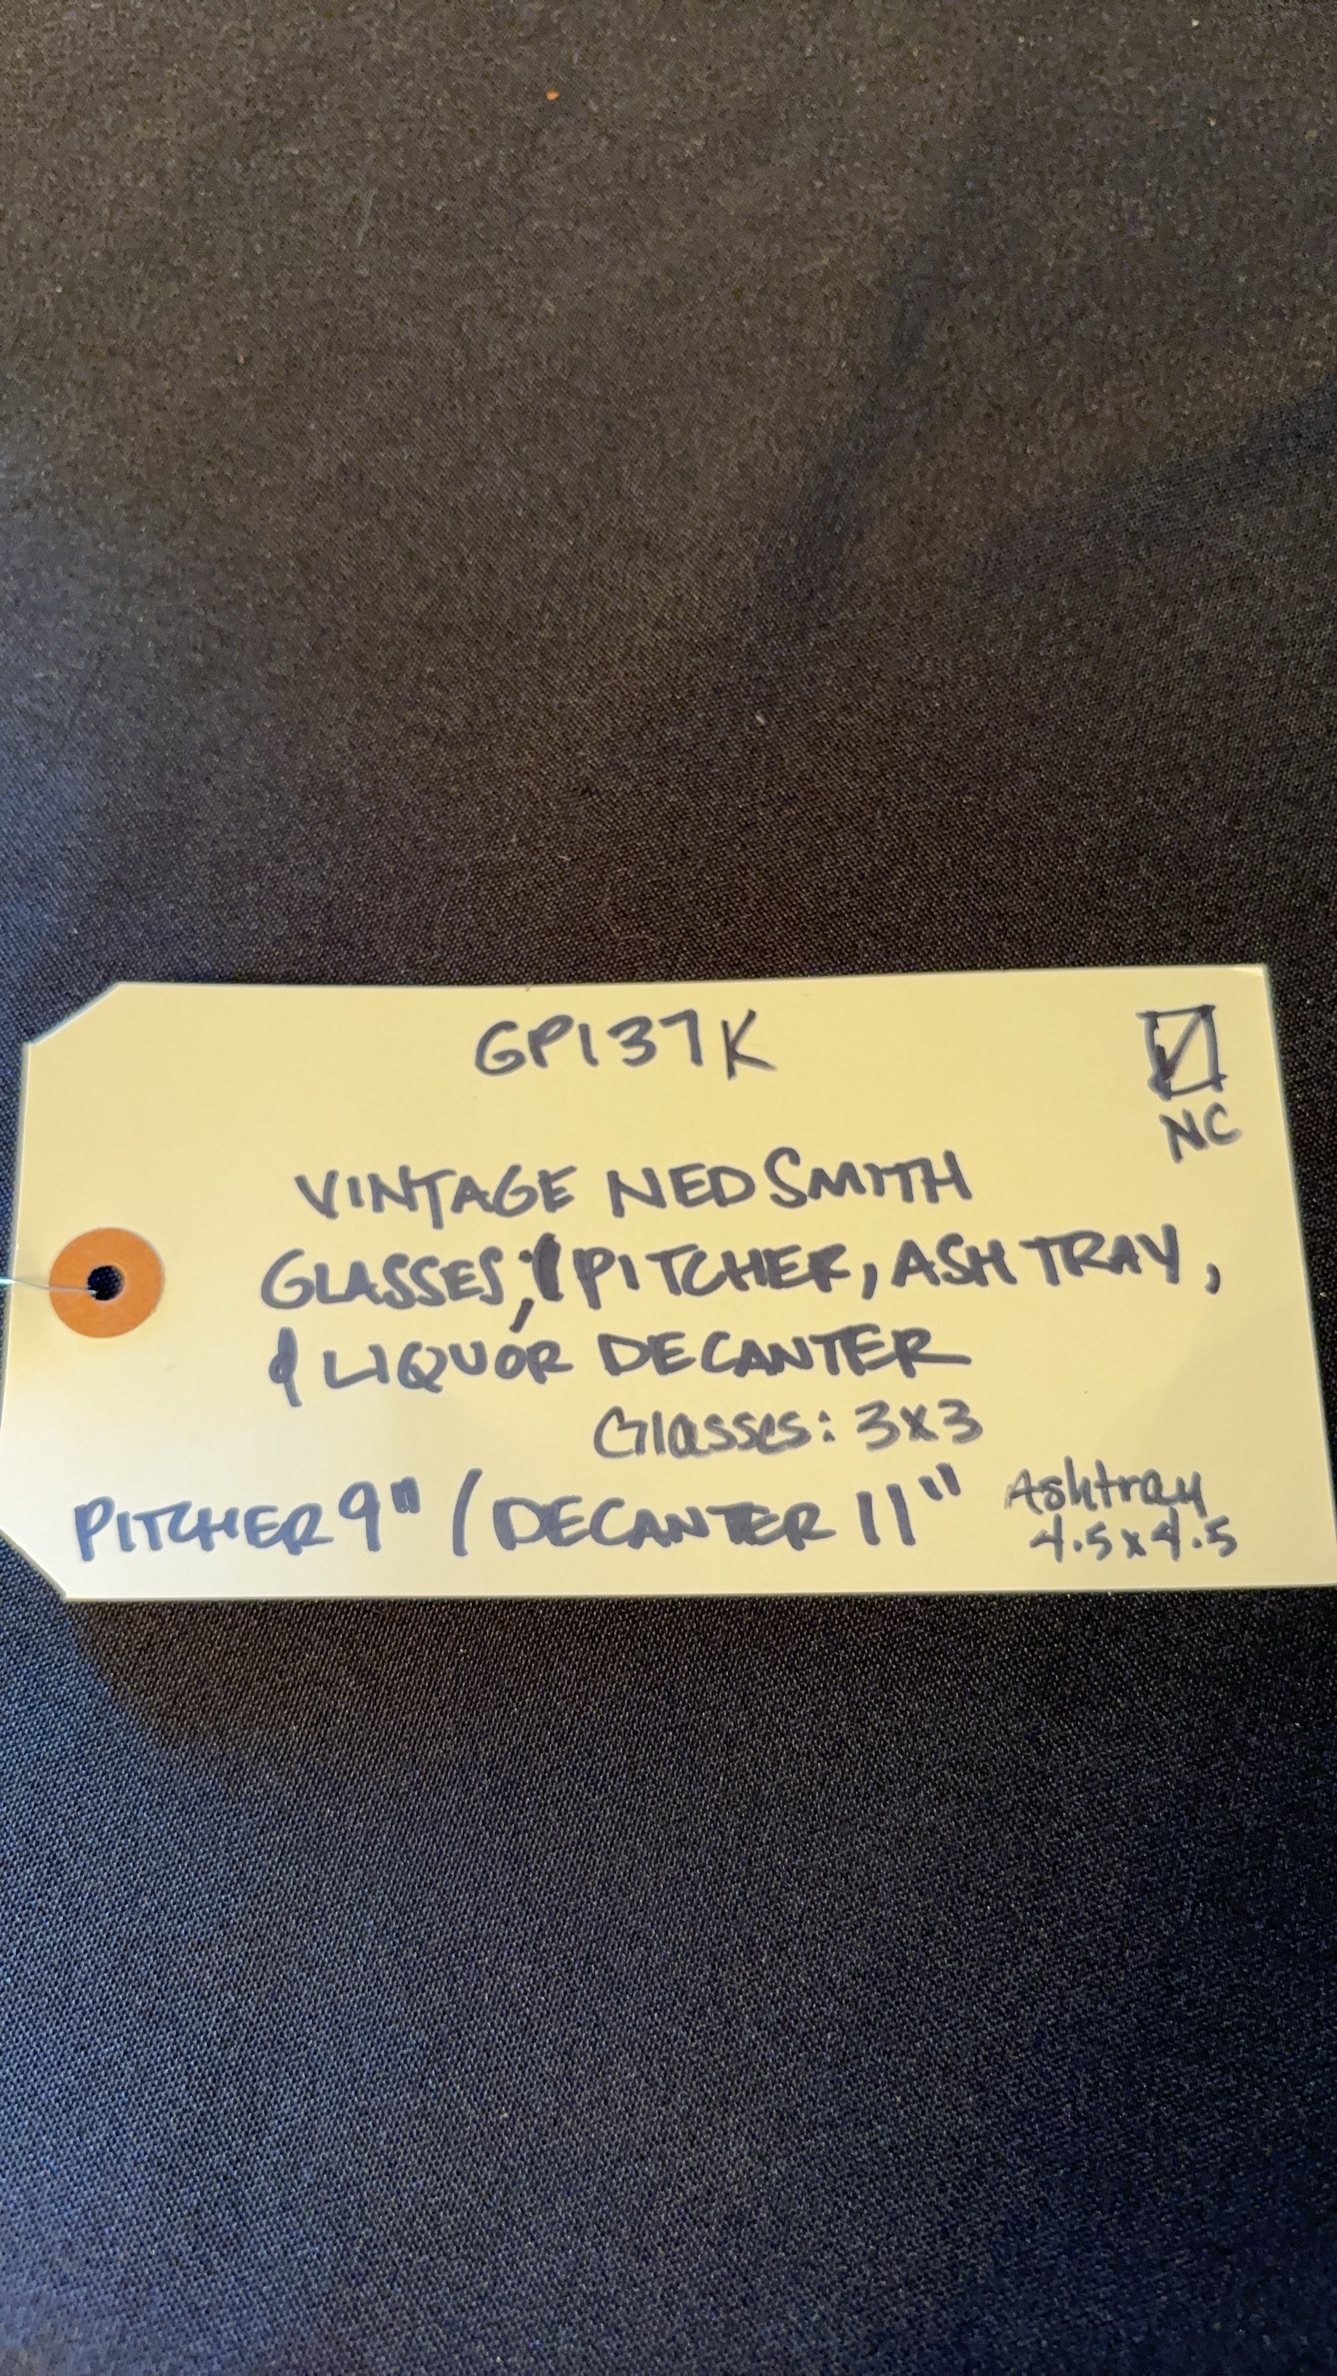 GP137K
NC
VINTAGE NED SMITH
GLASSES, PITCHER, ASH TRAY,
& LIQUOR DECANTER
Glasses: 3x3
PITCHER 9" / DECANTER 11"
Ashtray
4.5x4.5